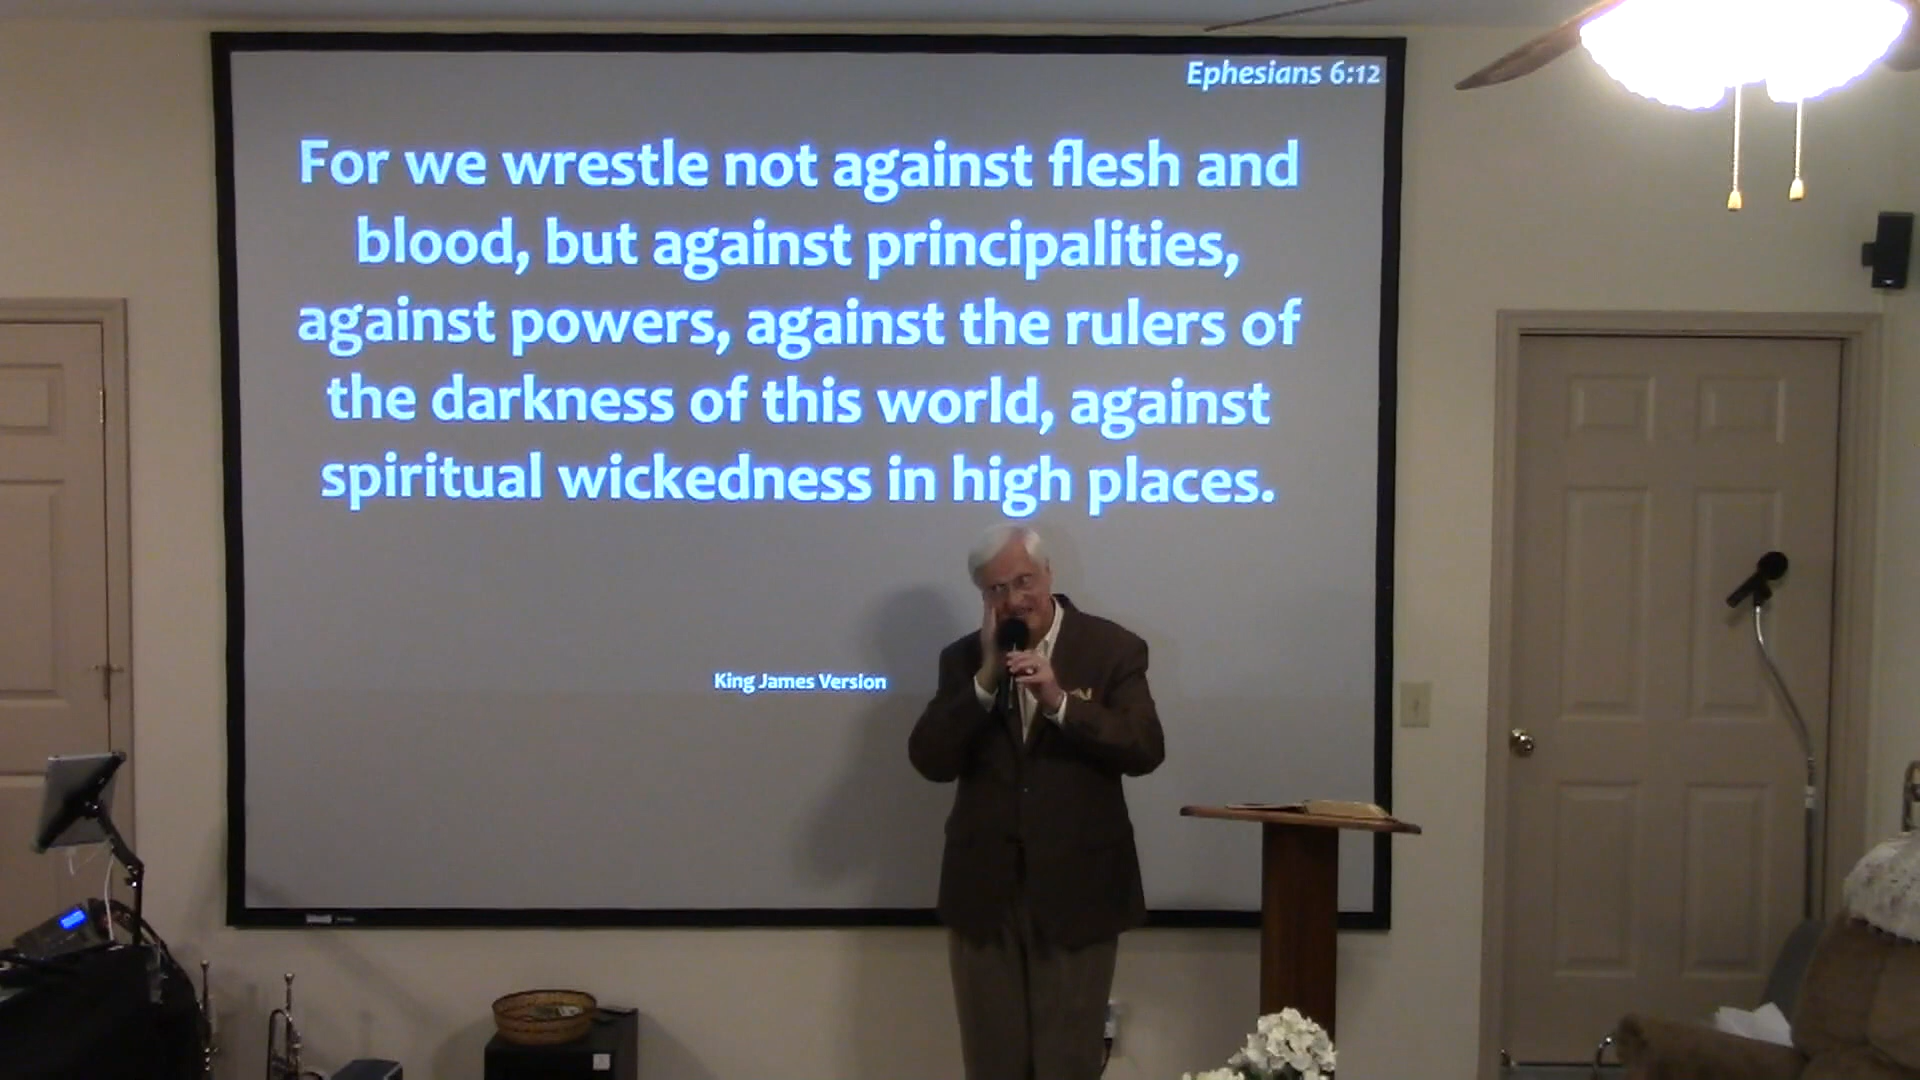 Ephesians 6:12
For we wrestle not against flesh and
blood, but against principalities,
against powers, against the rulers of
the darkness of this world, against
spiritual wickedness in high places.
King James Version